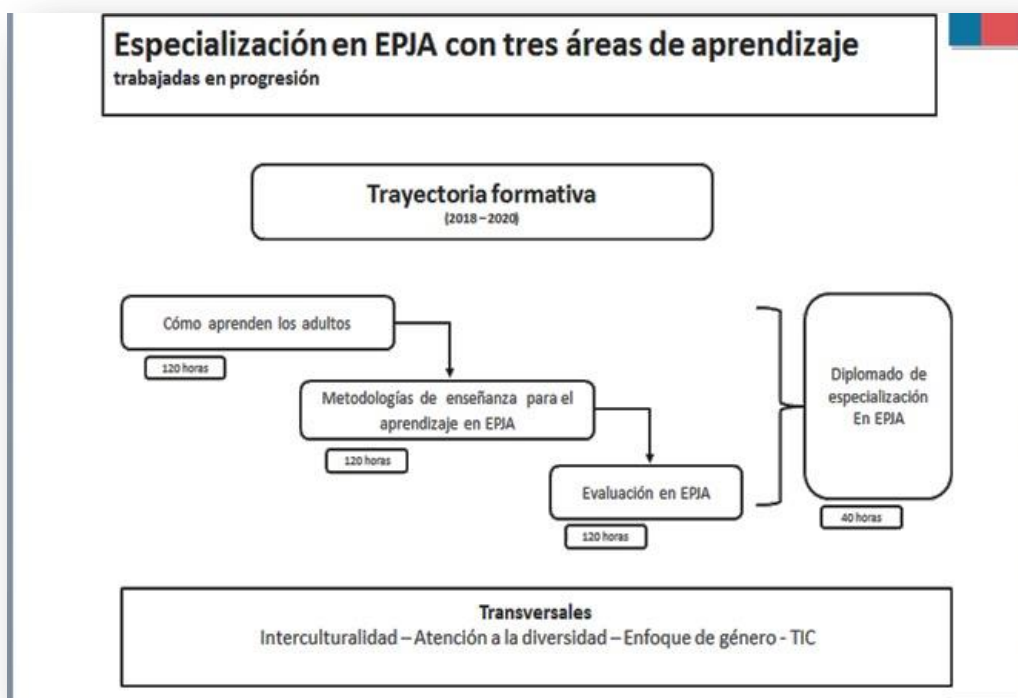 Especialización en EPJA con tres áreas de aprendizaje
trabajadas en progresión
Trayectoria formativa
(2018 – 2020)
Cómo aprenden los adultos
120 horas
Metodologías de enseñanza para el
aprendizaje en EPJA
120 horas
Evaluación en EPJA
120 horas
Diplomado de
especialización
En EPJA
40 horas
Transversales
Interculturalidad – Atención a la diversidad – Enfoque de género - TIC